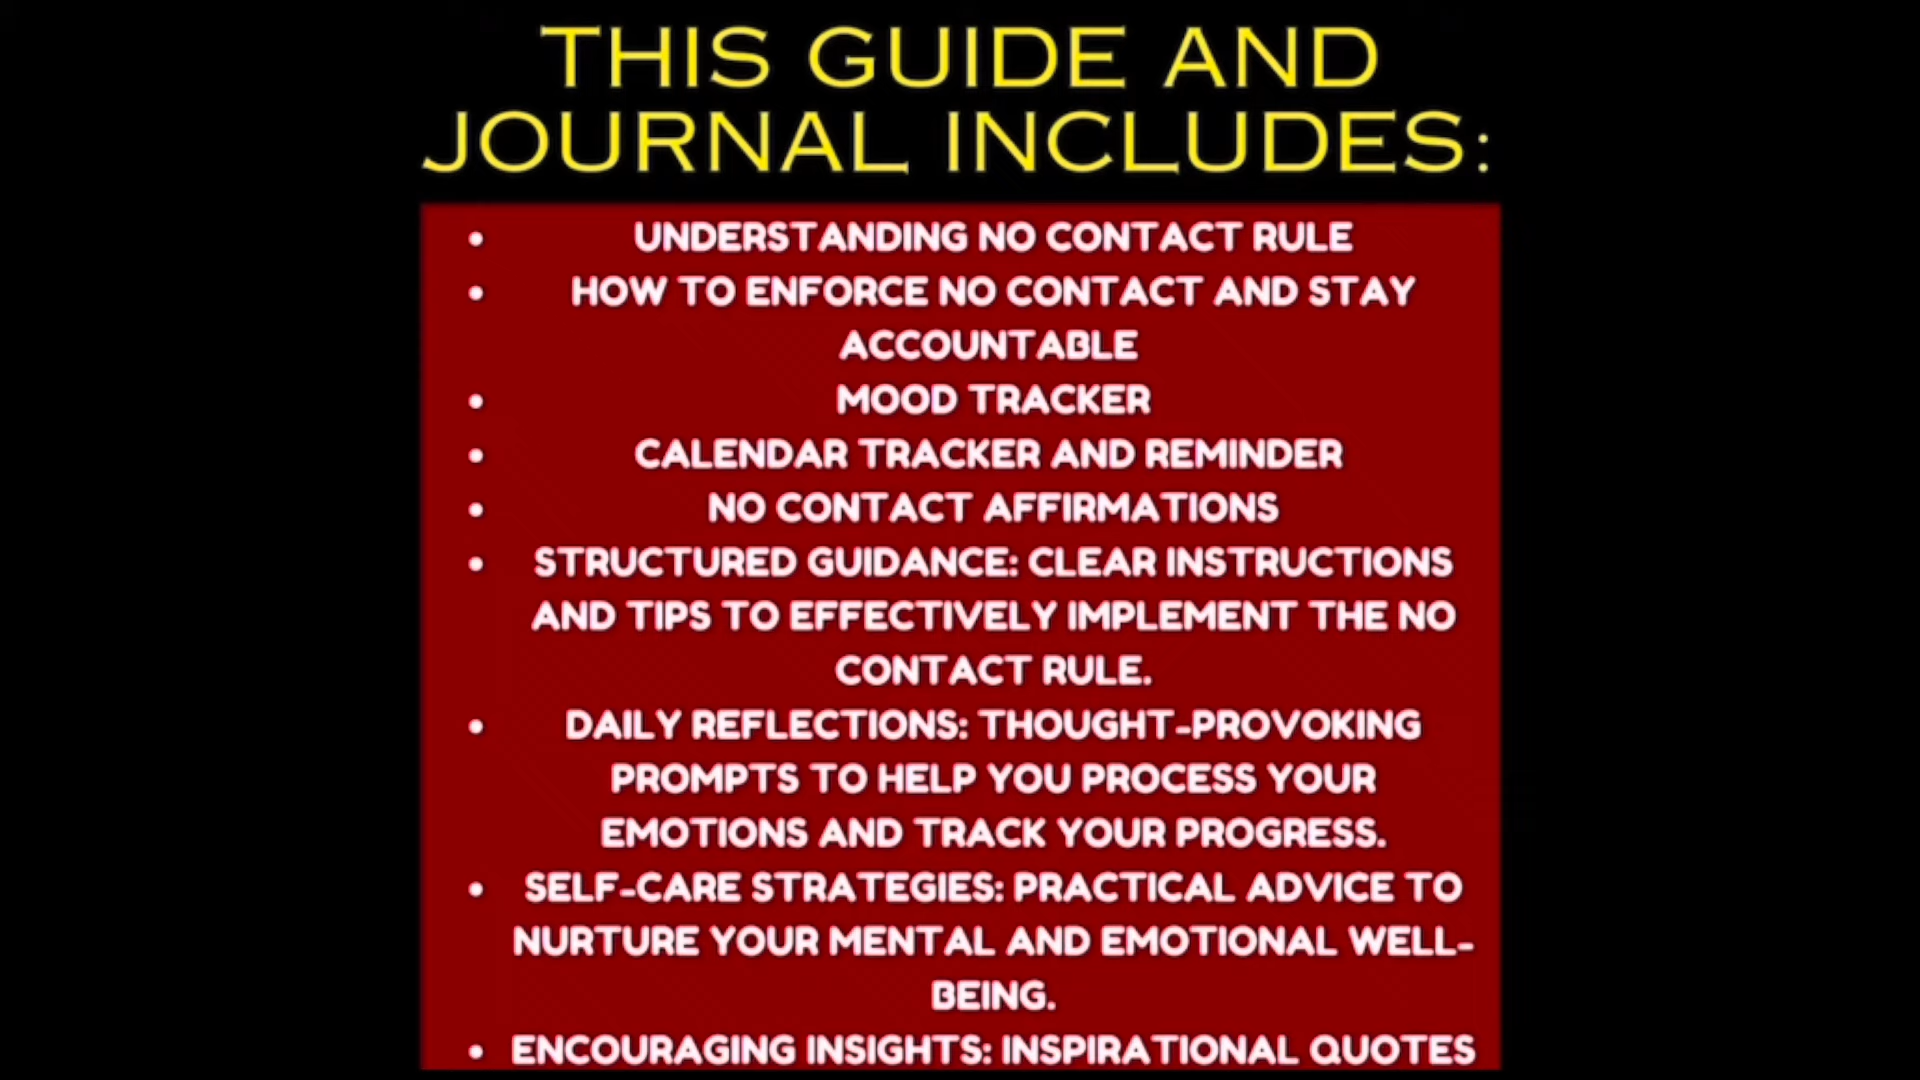 THIS GUIDE AND
JOURNAL INCLUDES:
• UNDERSTANDING NO CONTACT RULE
• HOW TO ENFORCE NO CONTACT AND STAY
ACCOUNTABLE
• MOOD TRACKER
• CALENDAR TRACKER AND REMINDER
• NO CONTACT AFFIRMATIONS
• STRUCTURED GUIDANCE: CLEAR INSTRUCTIONS
AND TIPS TO EFFECTIVELY IMPLEMENT THE NO
CONTACT RULE.
• DAILY REFLECTIONS: THOUGHT-PROVOKING
PROMPTS TO HELP YOU PROCESS YOUR
EMOTIONS AND TRACK YOUR PROGRESS.
• SELF-CARE STRATEGIES: PRACTICAL ADVICE TO
NURTURE YOUR MENTAL AND EMOTIONAL WELL-
BEING.
• ENCOURAGING INSIGHTS: INSPIRATIONAL QUOTES